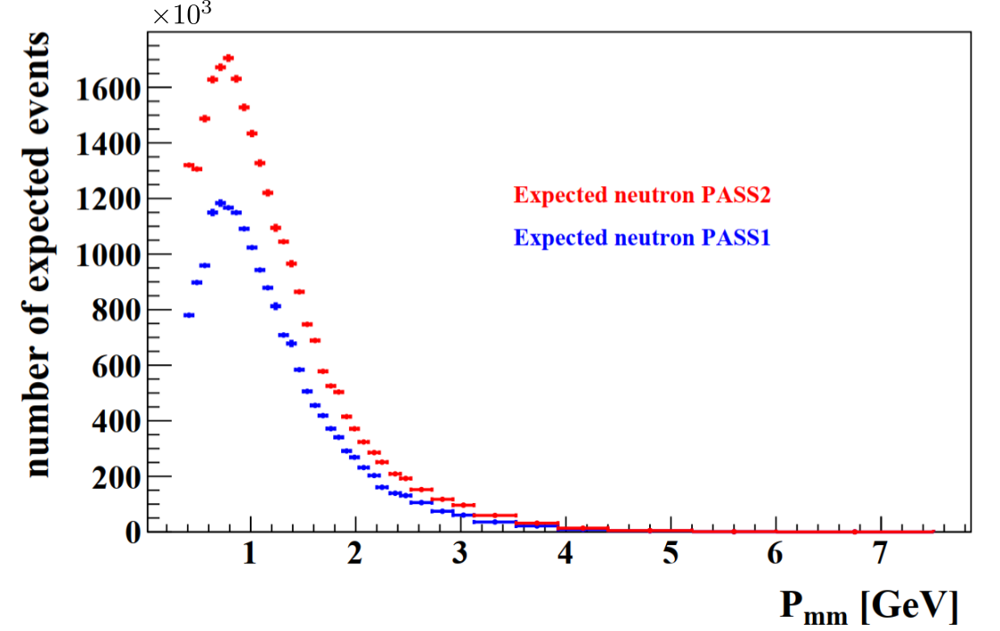 ×10³
number of expected events
1600
1400
1200
1000
800
600
400
200
0
Expected neutron PASS2
Expected neutron PASS1
1 2 3 4 5 6 7
Pmm [GeV]